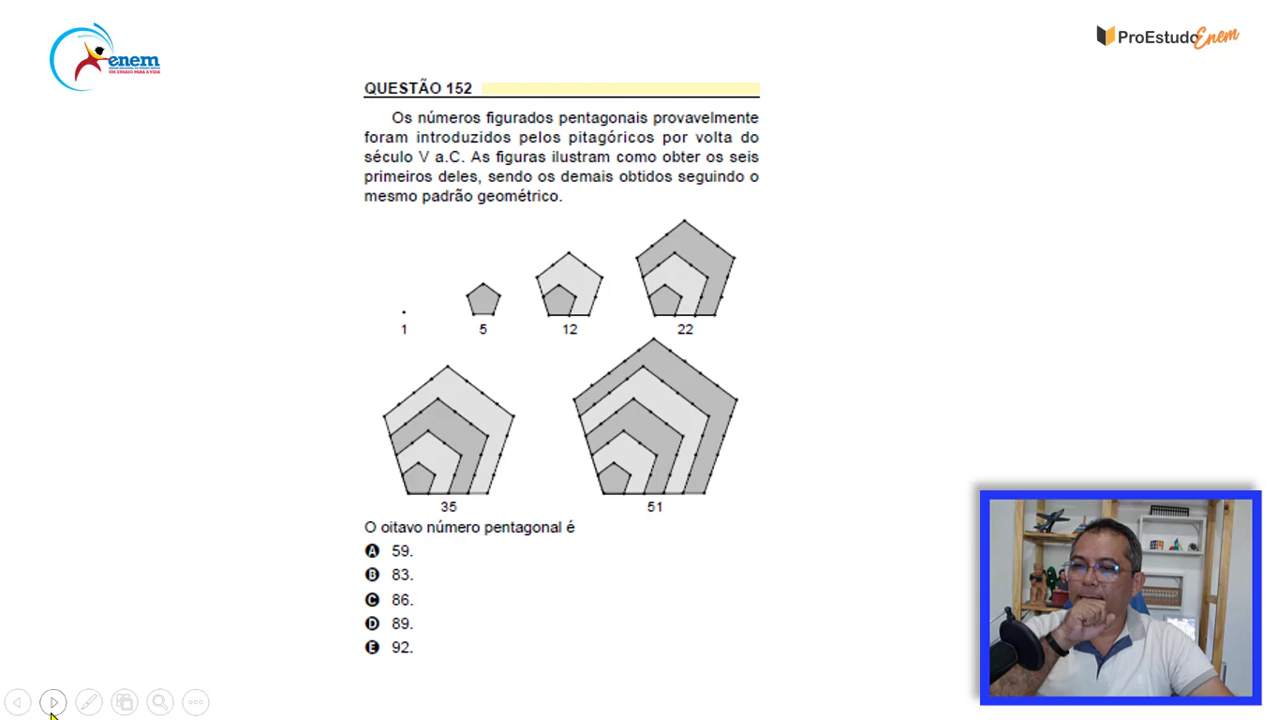 enem
ProEstudoEnem
QUESTÃO 152
Os números figurados pentagonais provavelmente
foram introduzidos pelos pitagóricos por volta do
século V a.C. As figuras ilustram como obter os seis
primeiros deles, sendo os demais obtidos seguindo o
mesmo padrão geométrico.
1 5 12 22
35 51
O oitavo número pentagonal é
A 59.
B 83.
C 86.
D 89.
E 92.